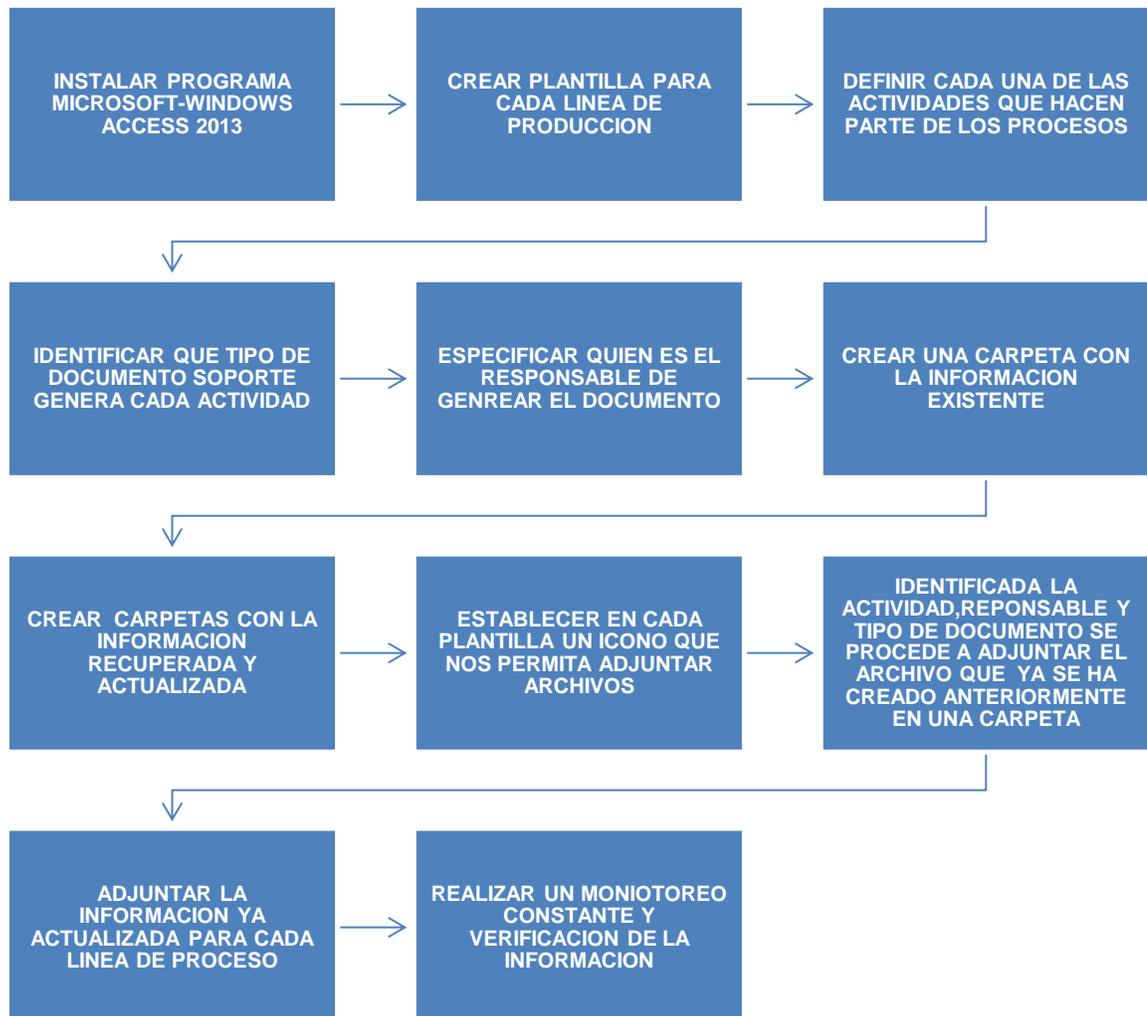 INSTALAR PROGRAMA
MICROSOFT-WINDOWS
ACCESS 2013
CREAR PLANTILLA PARA
CADA LINEA DE
PRODUCCION
DEFINIR CADA UNA DE LAS
ACTIVIDADES QUE HACEN
PARTE DE LOS PROCESOS
IDENTIFICAR QUE TIPO DE
DOCUMENTO SOPORTE
GENERA CADA ACTIVIDAD
ESPECIFICAR QUIEN ES EL
RESPONSABLE DE
GENREAR EL DOCUMENTO
CREAR UNA CARPETA CON
LA INFORMACION
EXISTENTE
CREAR CARPETAS CON LA
INFORMACION
RECUPERADA Y
ACTUALIZADA
ESTABLECER EN CADA
PLANTILLA UN ICONO QUE
NOS PERMITA ADJUNTAR
ARCHIVOS
IDENTIFICADA LA
ACTIVIDAD,REPONSABLE Y
TIPO DE DOCUMENTO SE
PROCEDE A ADJUNTAR EL
ARCHIVO QUE YA SE HA
CREADO ANTERIORMENTE
EN UNA CARPETA
ADJUNTAR LA
INFORMACION YA
ACTUALIZADA PARA CADA
LINEA DE PROCESO
REALIZAR UN MONIOTOREO
CONSTANTE Y
VERIFICACION DE LA
INFORMACION